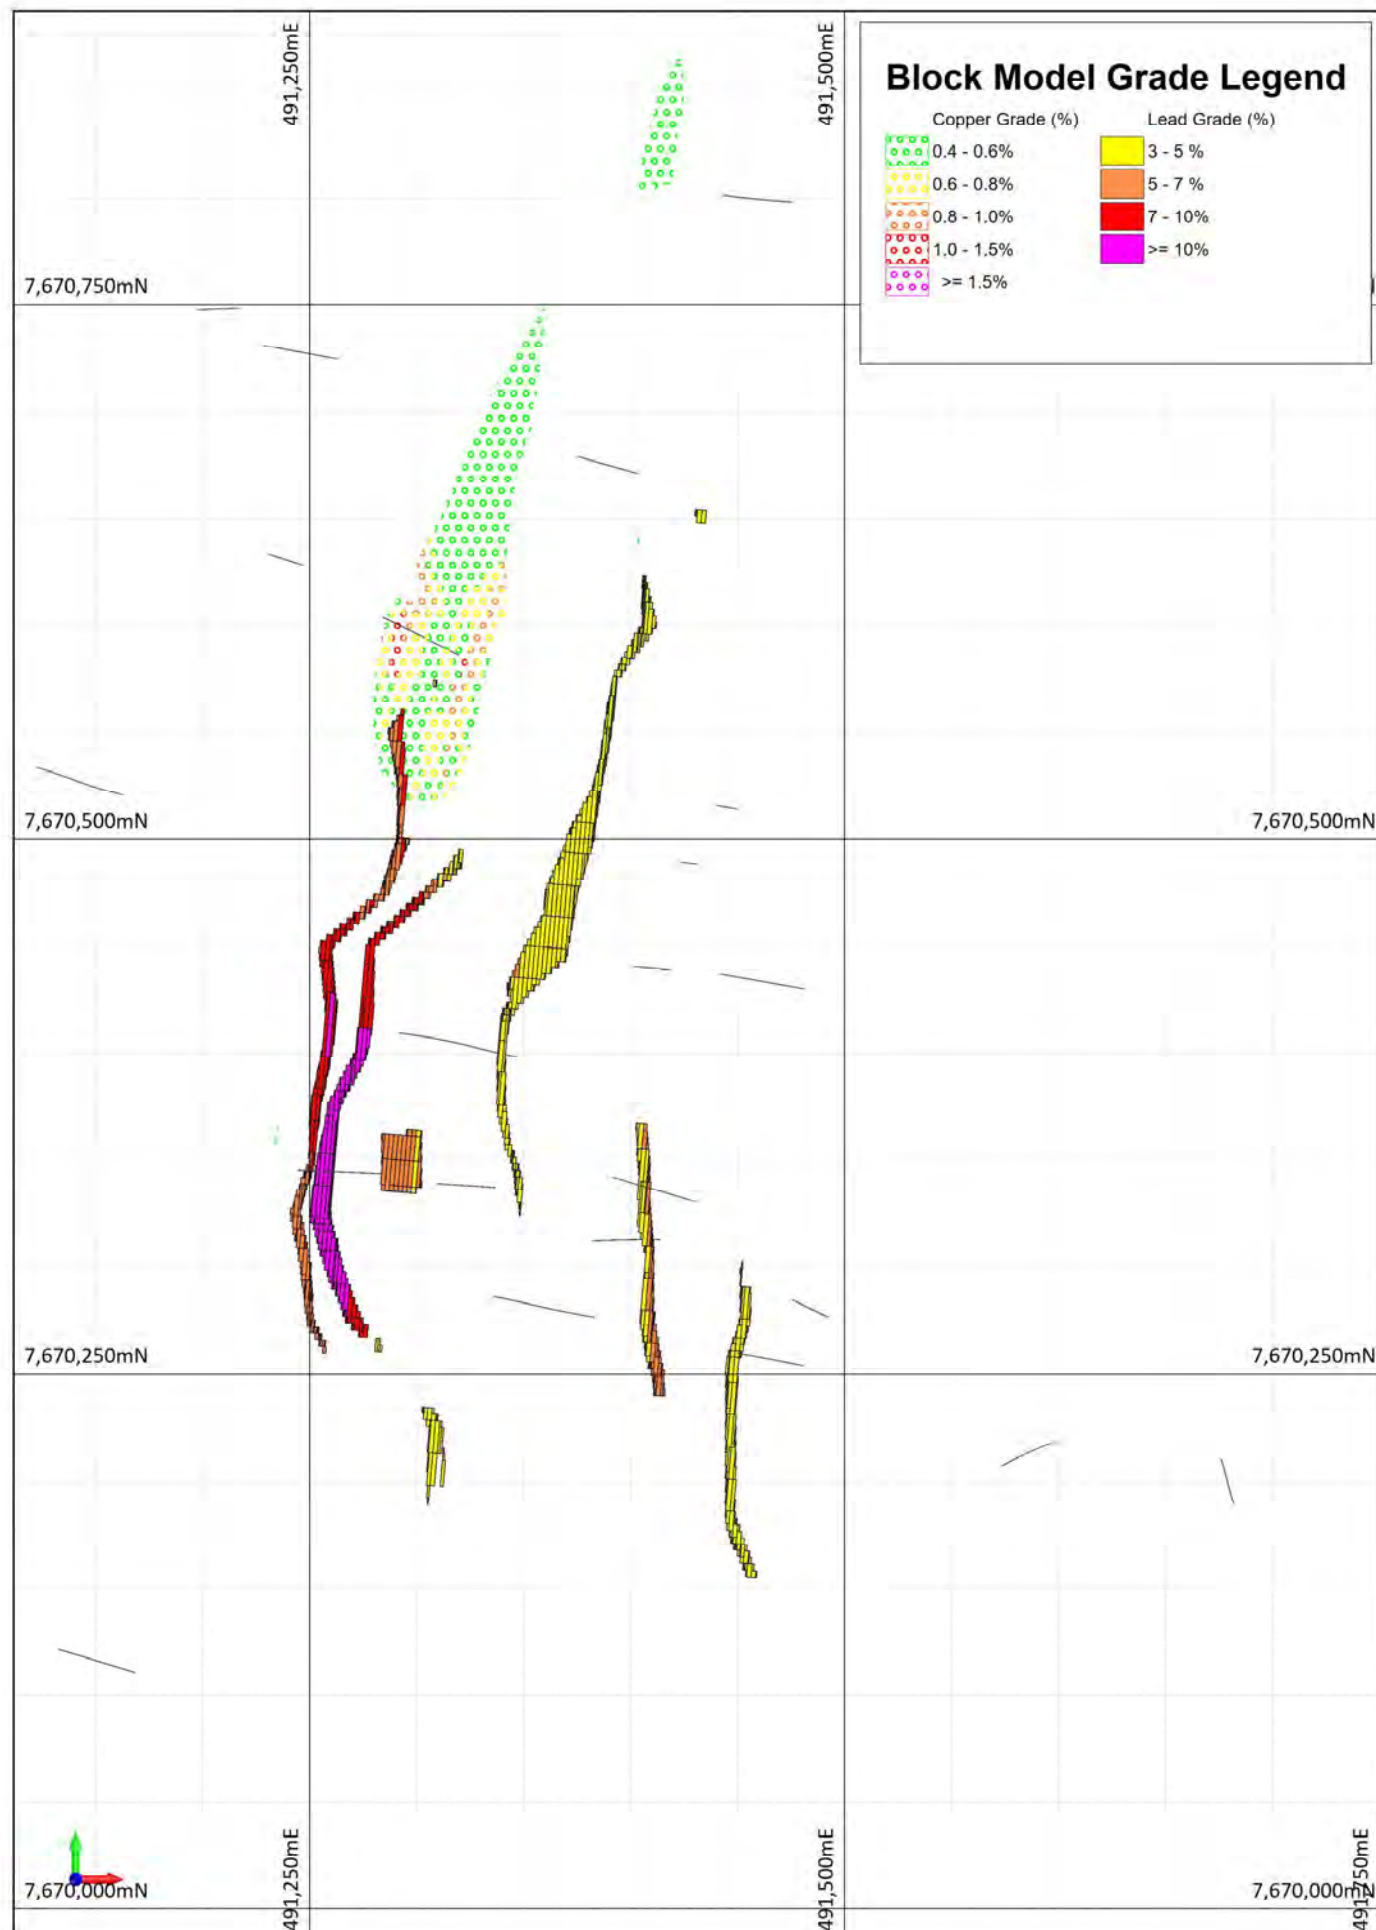 491,250mE
491,500mE
Block Model Grade Legend
Copper Grade (%)
Lead Grade (%)
0.4 - 0.6%
3 - 5 %
0.6 - 0.8%
5 - 7 %
0.8 - 1.0%
7 - 10%
1.0 - 1.5%
>= 10%
>= 1.5%
7,670,750mN
7,670,500mN
7,670,500mN
7,670,250mN
7,670,250mN
491,250mE
491,500mE
491,750mE
7,670,000mN
7,670,000mN